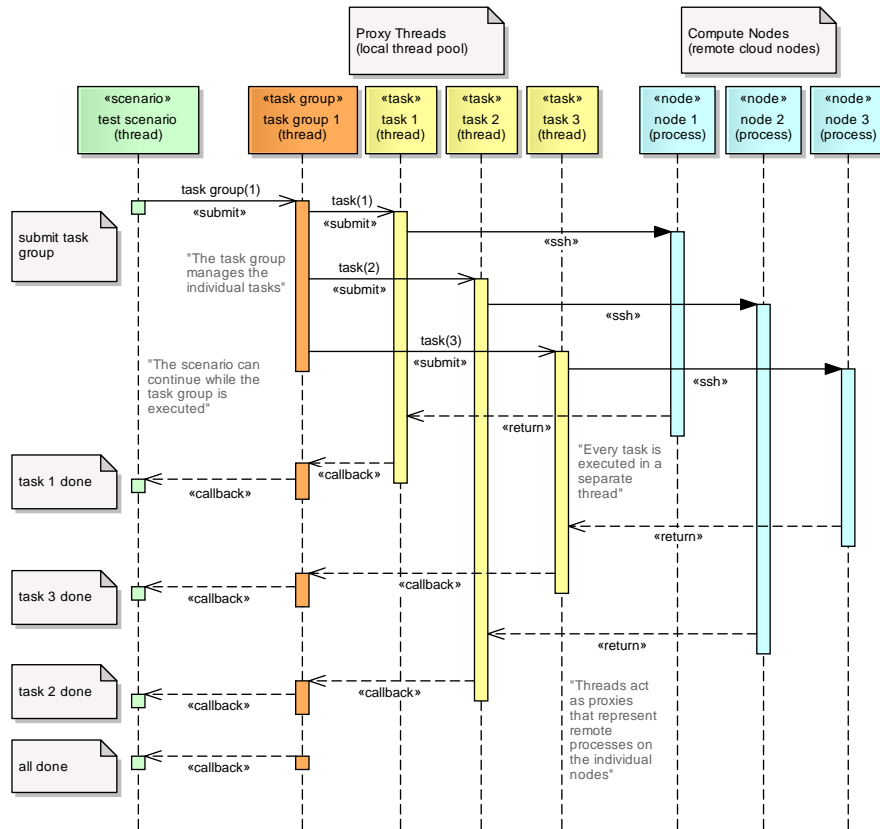 Proxy Threads
(local thread pool)
Compute Nodes
(remote cloud nodes)
«scenario»
test scenario
(thread)
«task group»
task group 1
(thread)
«task»
task 1
(thread)
«task»
task 2
(thread)
«task»
task 3
(thread)
«node»
node 1
(process)
«node»
node 2
(process)
«node»
node 3
(process)
submit task
group
task group(1)
«submit»
task(1)
«submit»
«ssh»
"The task group
manages the
individual tasks"
task(2)
«submit»
«ssh»
task(3)
«submit»
«ssh»
"The scenario can
continue while the
task group is
executed"
«return»
"Every task is
executed in a
separate
thread"
task 1 done
«callback»
«callback»
«return»
task 3 done
«callback»
«callback»
«return»
task 2 done
«callback»
«callback»
"Threads act
as proxies
that represent
remote
processes on
the individual
nodes"
all done
«callback»